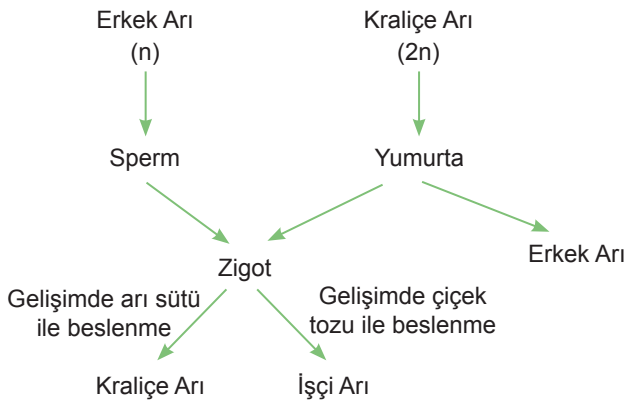 Erkek Arı
(n)
Kraliçe Arı
(2n)
Sperm
Yumurta
Zigot
Erkek Arı
Gelişimde arı sütü
ile beslenme
Gelişimde çiçek
tozu ile beslenme
Kraliçe Arı
İşçi Arı